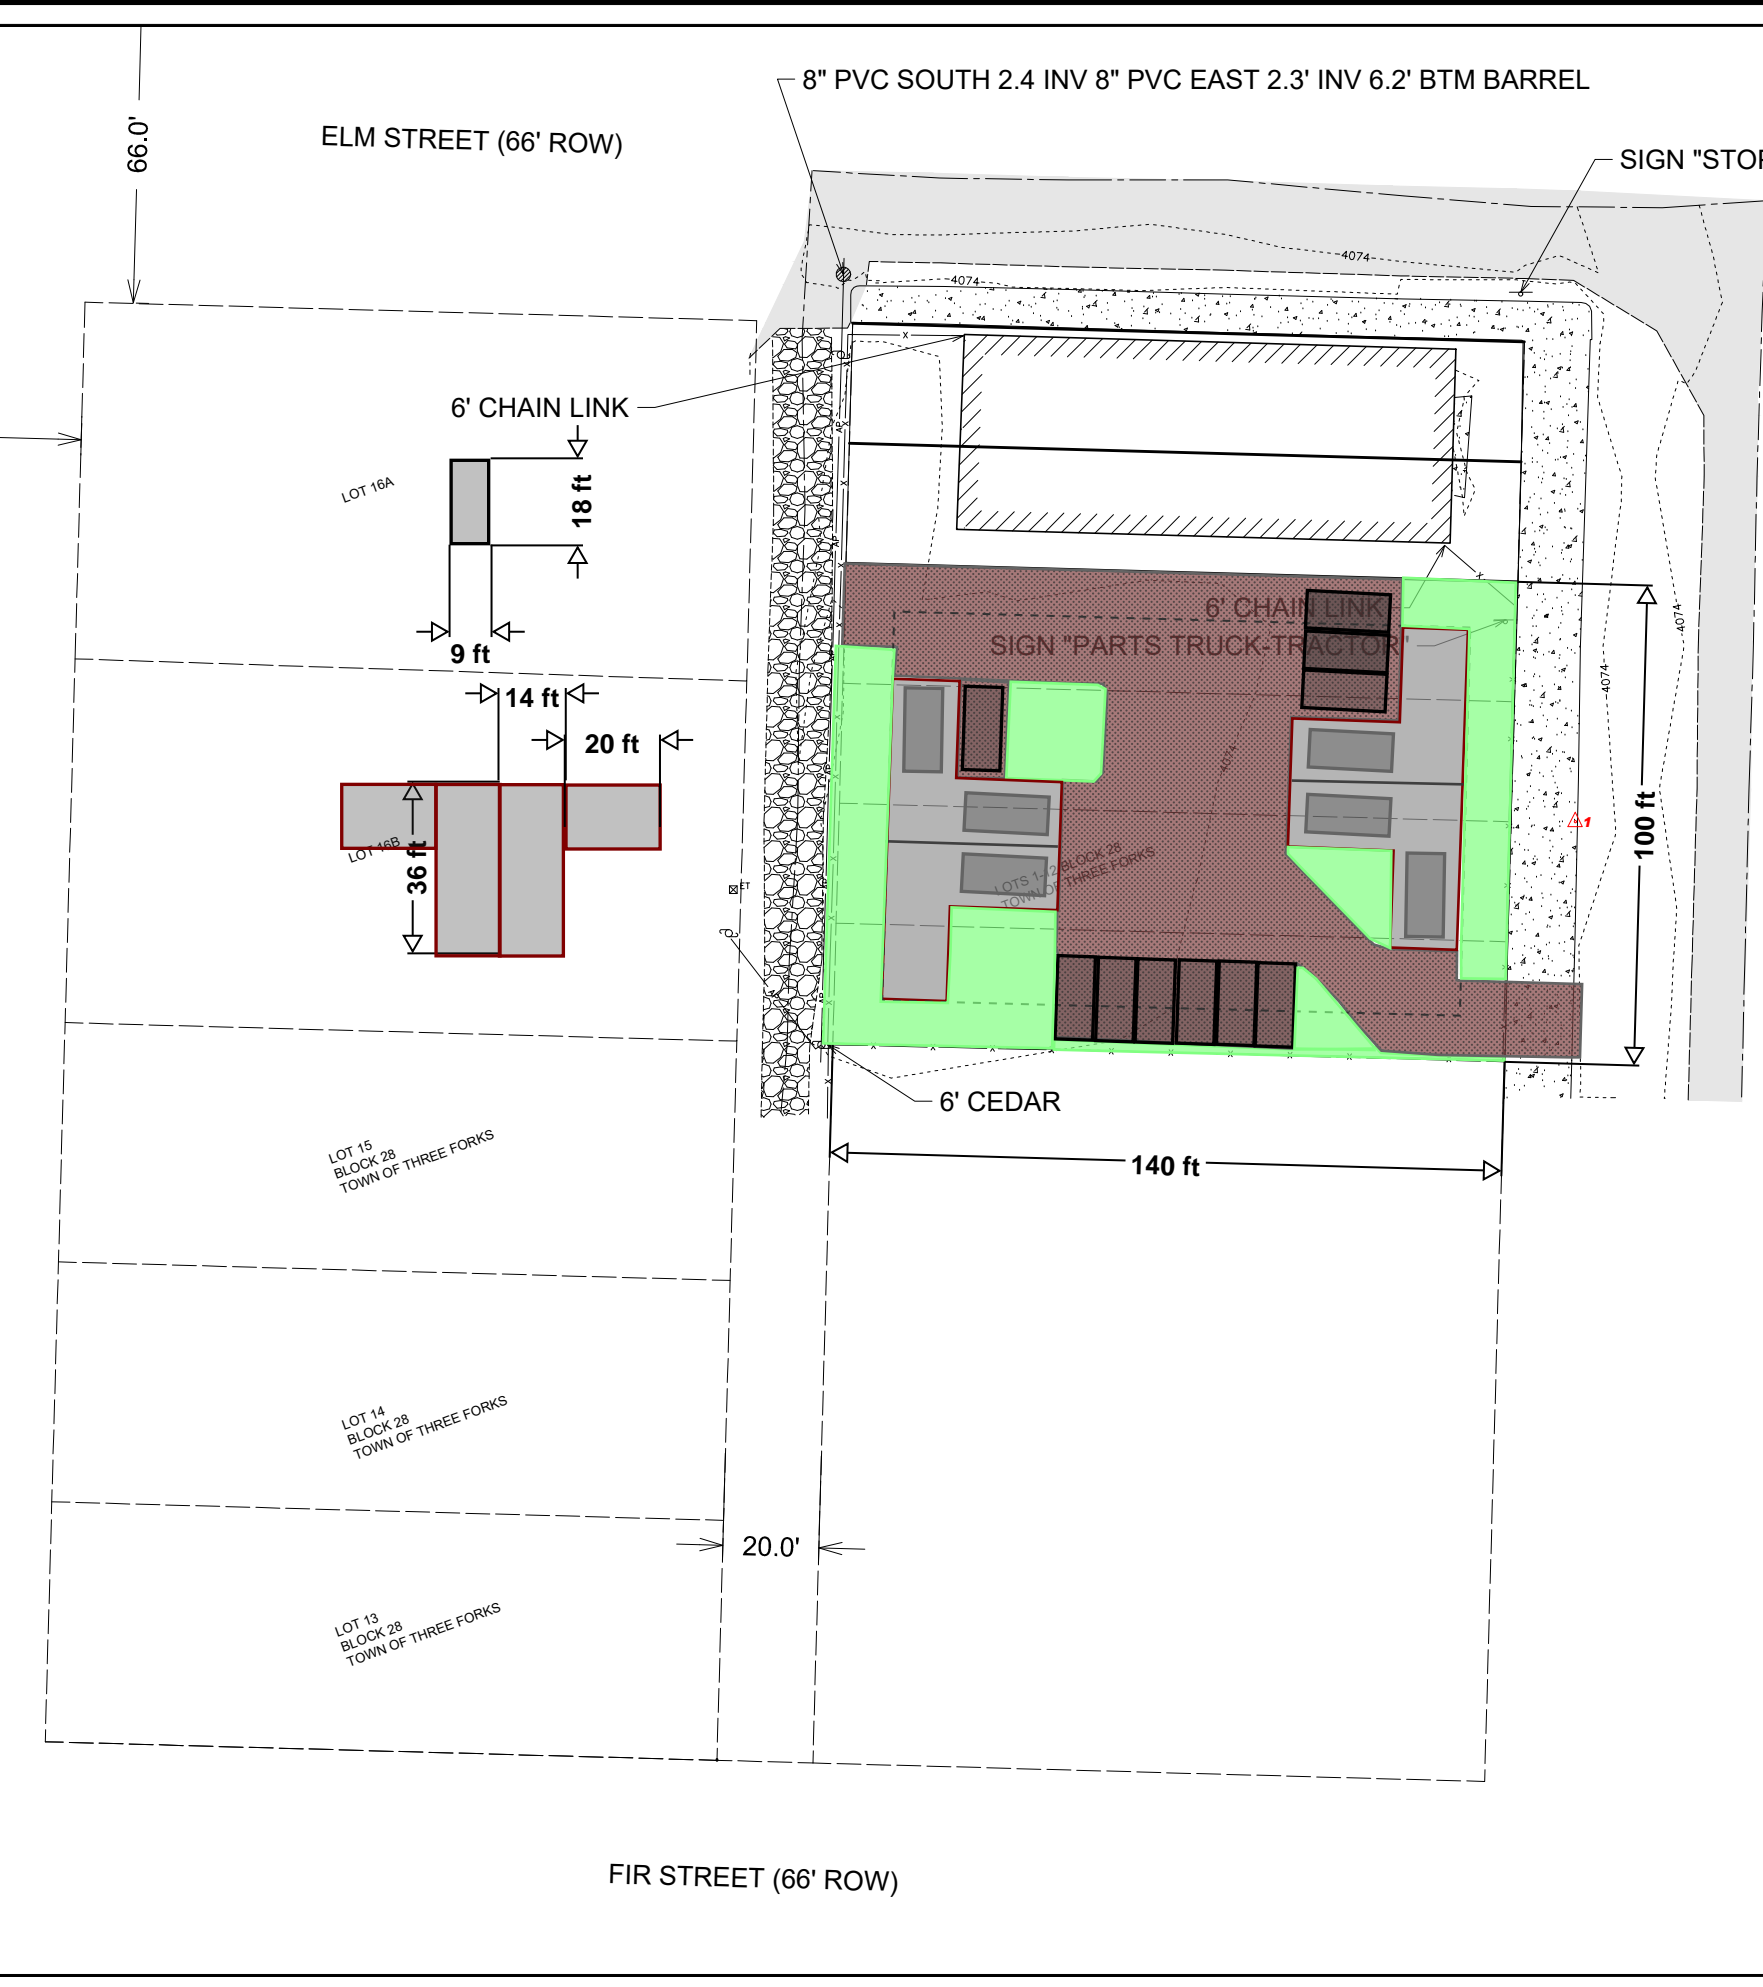 8" PVC SOUTH 2.4 INV 8" PVC EAST 2.3' INV 6.2' BTM BARREL
66.0'
ELM STREET (66' ROW)
SIGN "STOP
4074
4074
6' CHAIN LINK
18 ft
LOT 16A
9 ft
14 ft
20 ft
36 ft
LOT 16B
6' CHAIN LINK
SIGN "PARTS TRUCK-TRACTOR"
4074
4074
4074
100 ft
1
LOTS 1-12 BLOCK 28
TOWN OF THREE FORKS
ET
6' CEDAR
140 ft
LOT 15
BLOCK 28
TOWN OF THREE FORKS
LOT 14
BLOCK 28
TOWN OF THREE FORKS
20.0'
LOT 13
BLOCK 28
TOWN OF THREE FORKS
FIR STREET (66' ROW)